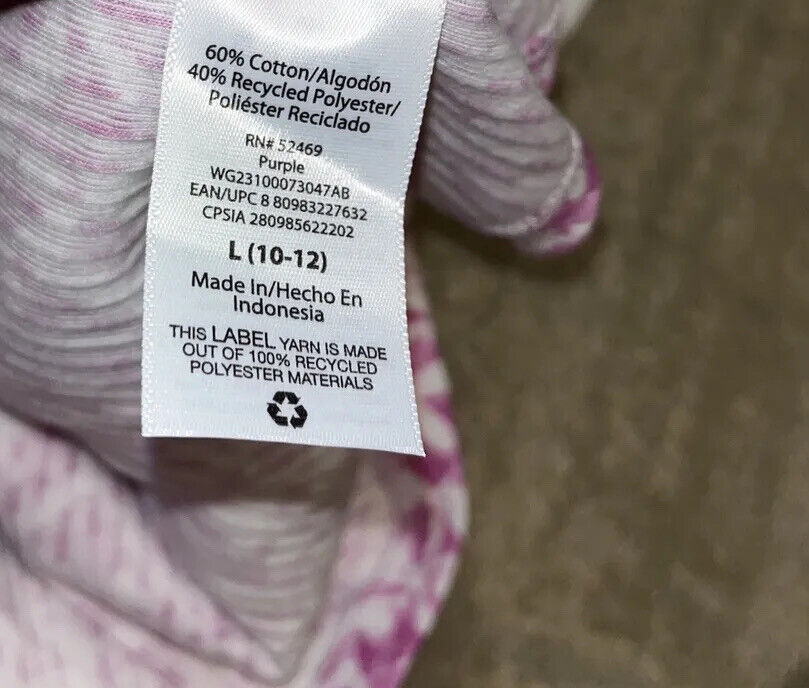 60% Cotton/Algodón
40% Recycled Polyester/
Poliéster Reciclado
RN# 52469
Purple
WG23100073047AB
EAN/UPC 8 80983227632
CPSIA 280985622202
L (10-12)
Made In/Hecho En
Indonesia
THIS LABEL YARN IS MADE
OUT OF 100% RECYCLED
POLYESTER MATERIALS